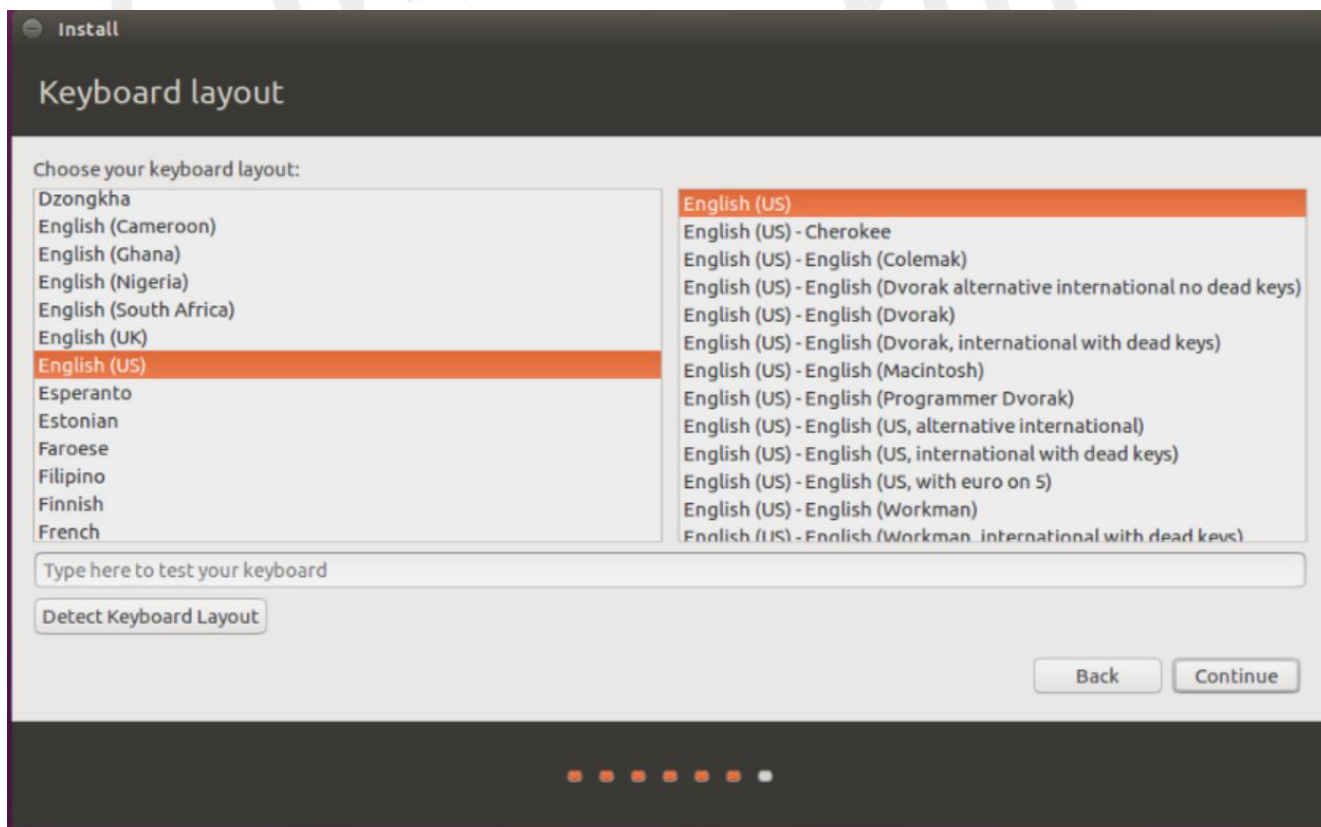 Install
Keyboard layout
Choose your keyboard layout:
Dzongkha
English (Cameroon)
English (Ghana)
English (Nigeria)
English (South Africa)
English (UK)
English (US)
Esperanto
Estonian
Faroese
Filipino
Finnish
French
English (US)
English (US) - Cherokee
English (US) - English (Colemak)
English (US) - English (Dvorak alternative international no dead keys)
English (US) - English (Dvorak)
English (US) - English (Dvorak, international with dead keys)
English (US) - English (Macintosh)
English (US) - English (Programmer Dvorak)
English (US) - English (US, alternative international)
English (US) - English (US, international with dead keys)
English (US) - English (US, with euro on 5)
English (US) - English (Workman)
English (US) - English (Workman, international with dead keys)
Type here to test your keyboard
Detect Keyboard Layout
Back
Continue